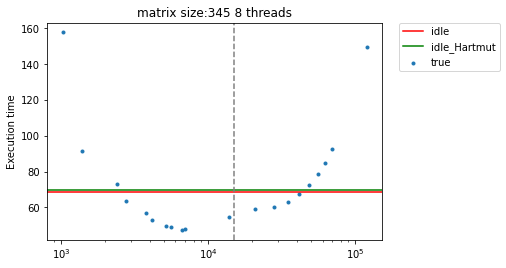 matrix size:345 8 threads
Execution time
160
140
120
100
80
60
10³
10⁴
10⁵
idle
idle_Hartmut
true